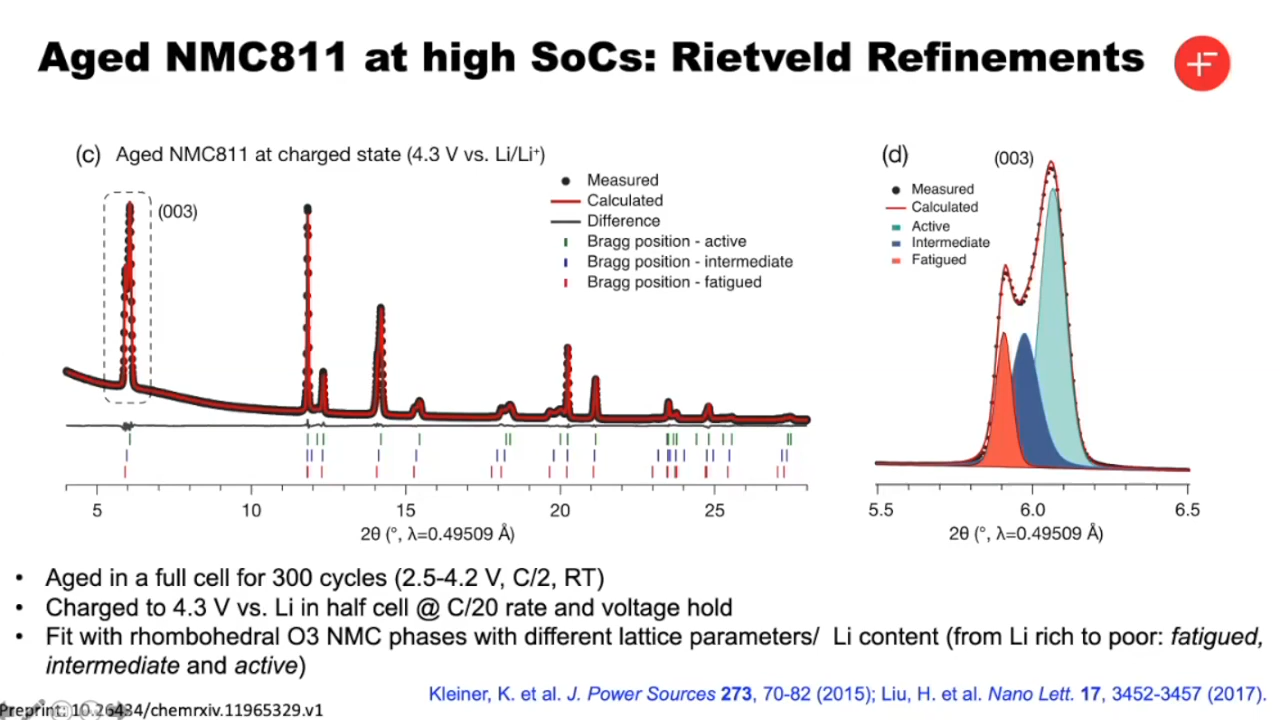 Aged NMC811 at high SoCs: Rietveld Refinements
(c) Aged NMC811 at charged state (4.3 V vs. Li/Li⁺)
(003)
Measured
Calculated
Difference
Bragg position - active
Bragg position - intermediate
Bragg position - fatigued
5 10 15 20 25
2θ (°, λ=0.49509 Å)
(d)
(003)
Measured
Calculated
Active
Intermediate
Fatigued
5.5 6.0 6.5
2θ (°, λ=0.49509 Å)
• Aged in a full cell for 300 cycles (2.5-4.2 V, C/2, RT)
• Charged to 4.3 V vs. Li in half cell @ C/20 rate and voltage hold
• Fit with rhombohedral O3 NMC phases with different lattice parameters/ Li content (from Li rich to poor: fatigued,
intermediate and active)
Kleiner, K. et al. J. Power Sources 273, 70-82 (2015); Liu, H. et al. Nano Lett. 17, 3452-3457 (2017).
Preprint: 10.26434/chemrxiv.11965329.v1